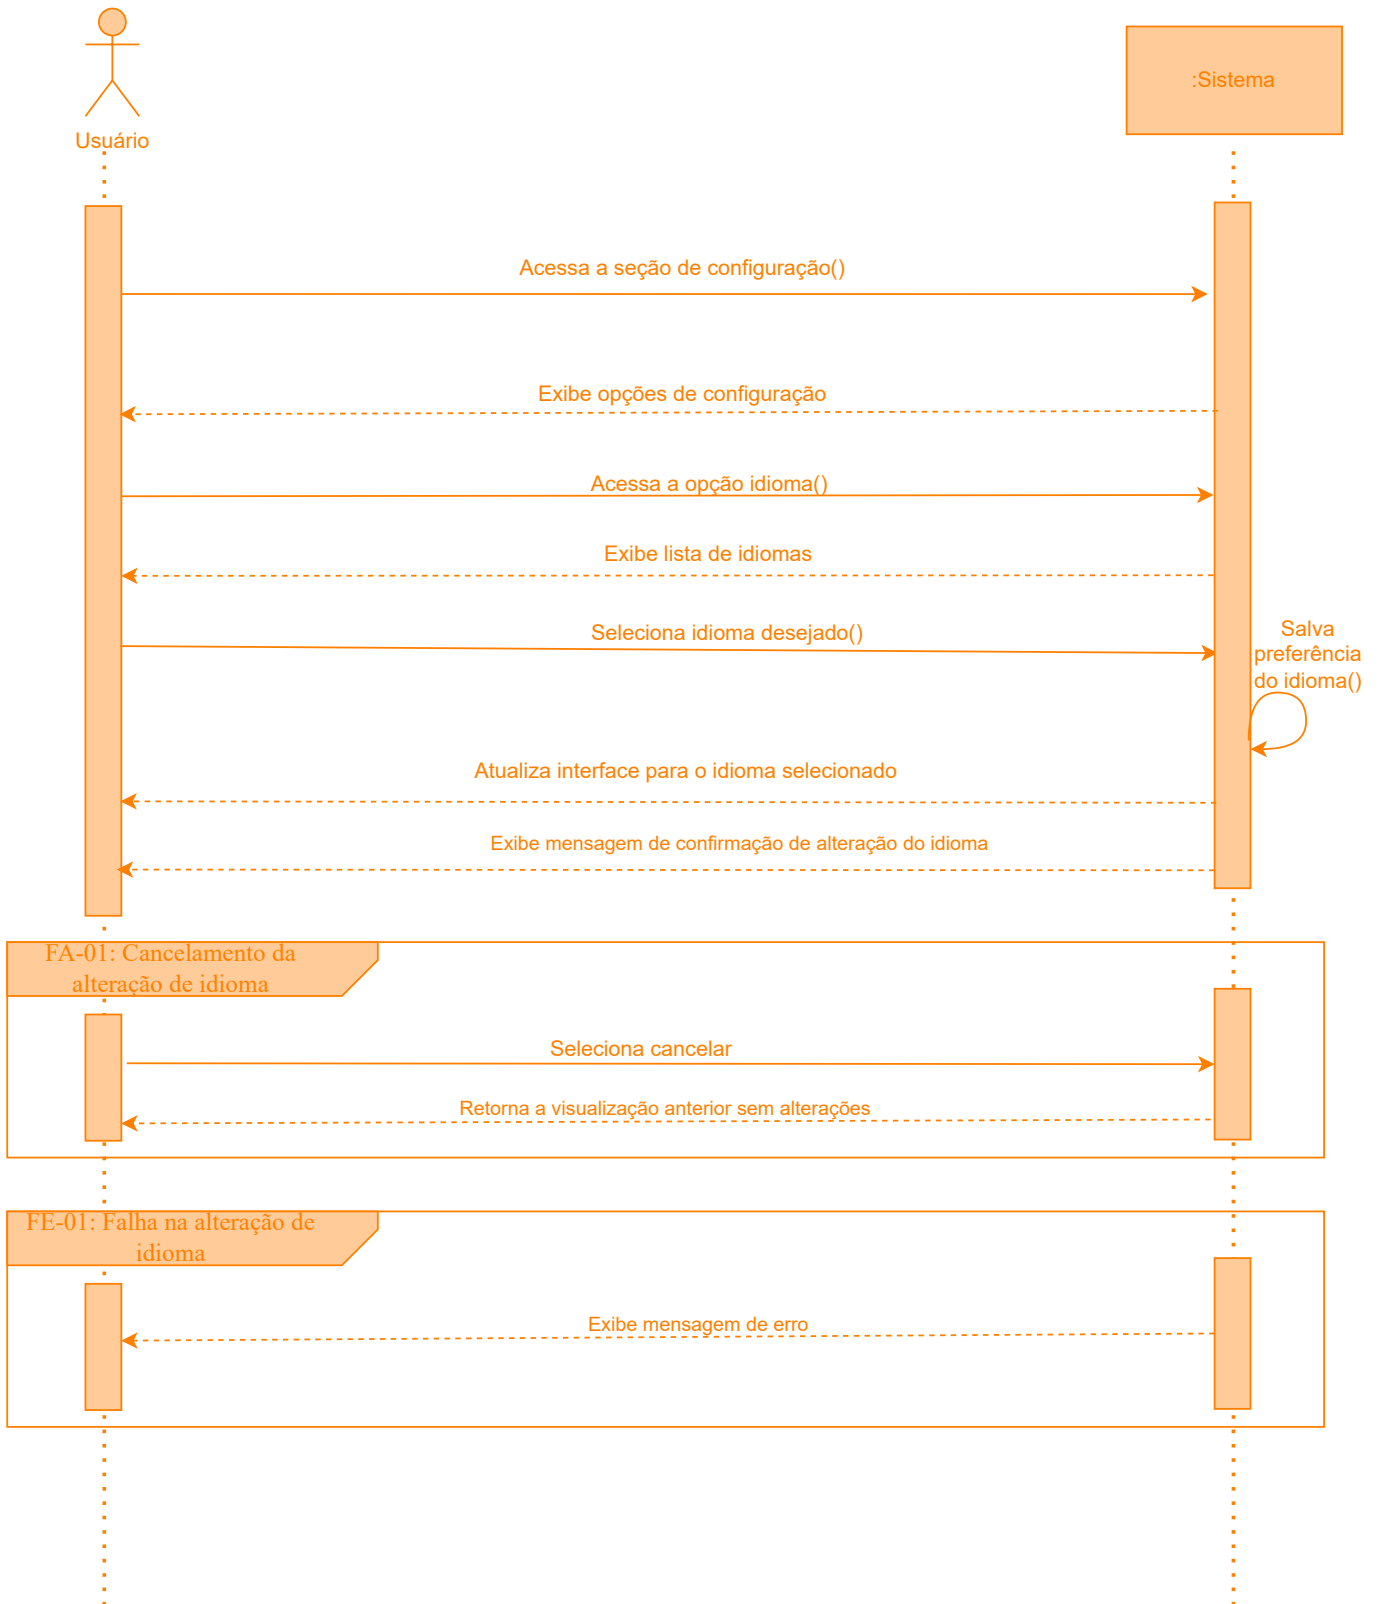 Usuário
:Sistema
Acessa a seção de configuração()
Exibe opções de configuração
Acessa a opção idioma()
Exibe lista de idiomas
Seleciona idioma desejado()
Salva
preferência
do idioma()
Atualiza interface para o idioma selecionado
Exibe mensagem de confirmação de alteração do idioma
FA-01: Cancelamento da
alteração de idioma
Seleciona cancelar
Retorna a visualização anterior sem alterações
FE-01: Falha na alteração de
idioma
Exibe mensagem de erro